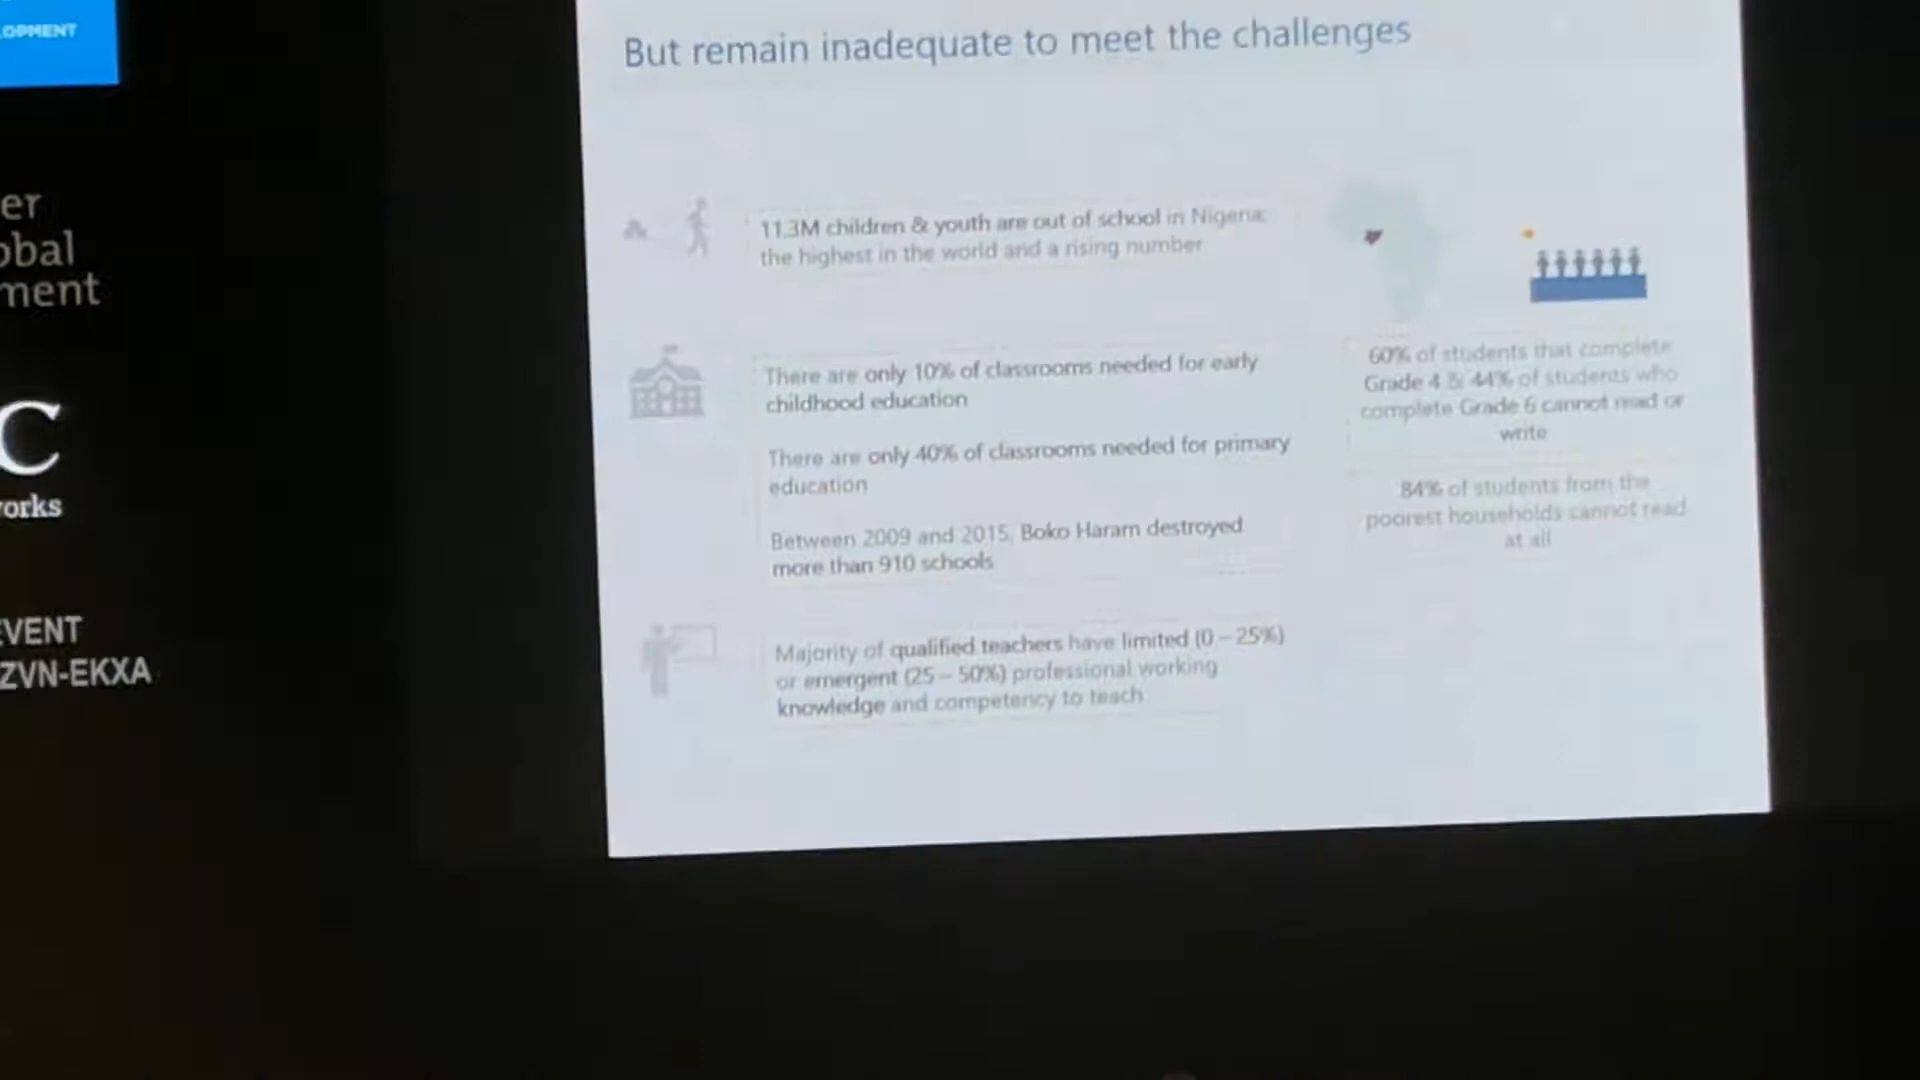 But remain inadequate to meet the challenges
11.3M children & youth are out of school in Nigeria:
the highest in the world and a rising number
There are only 10% of classrooms needed for early
childhood education
There are only 40% of classrooms needed for primary
education
Between 2009 and 2015, Boko Haram destroyed
more than 910 schools
Majority of qualified teachers have limited (0 – 25%)
or emergent (25 – 50%) professional working
knowledge and competency to teach
60% of students that complete
Grade 4 & 44% of students who
complete Grade 6 cannot read or
write
84% of students from the
poorest households cannot read
at all
LOPMENT
er
obal
ment
C
orks
EVENT
ZVN-EKXA